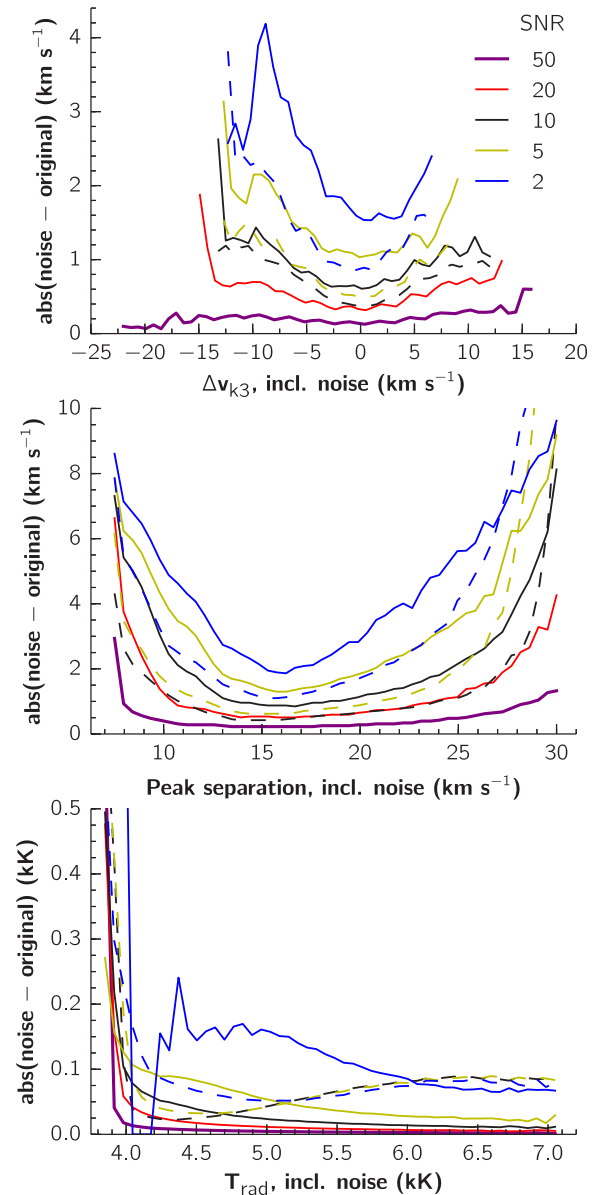 SNR
50
20
10
5
2
4
3
2
1
0
abs(noise − original) (km s⁻¹)
−25 −20 −15 −10 −5 0 5 10 15 20
Δv_k3, incl. noise (km s⁻¹)
10
8
6
4
2
0
abs(noise − original) (km s⁻¹)
10 15 20 25 30
Peak separation, incl. noise (km s⁻¹)
0.5
0.4
0.3
0.2
0.1
0.0
abs(noise − original) (kK)
4.0 4.5 5.0 5.5 6.0 6.5 7.0
T_rad, incl. noise (kK)